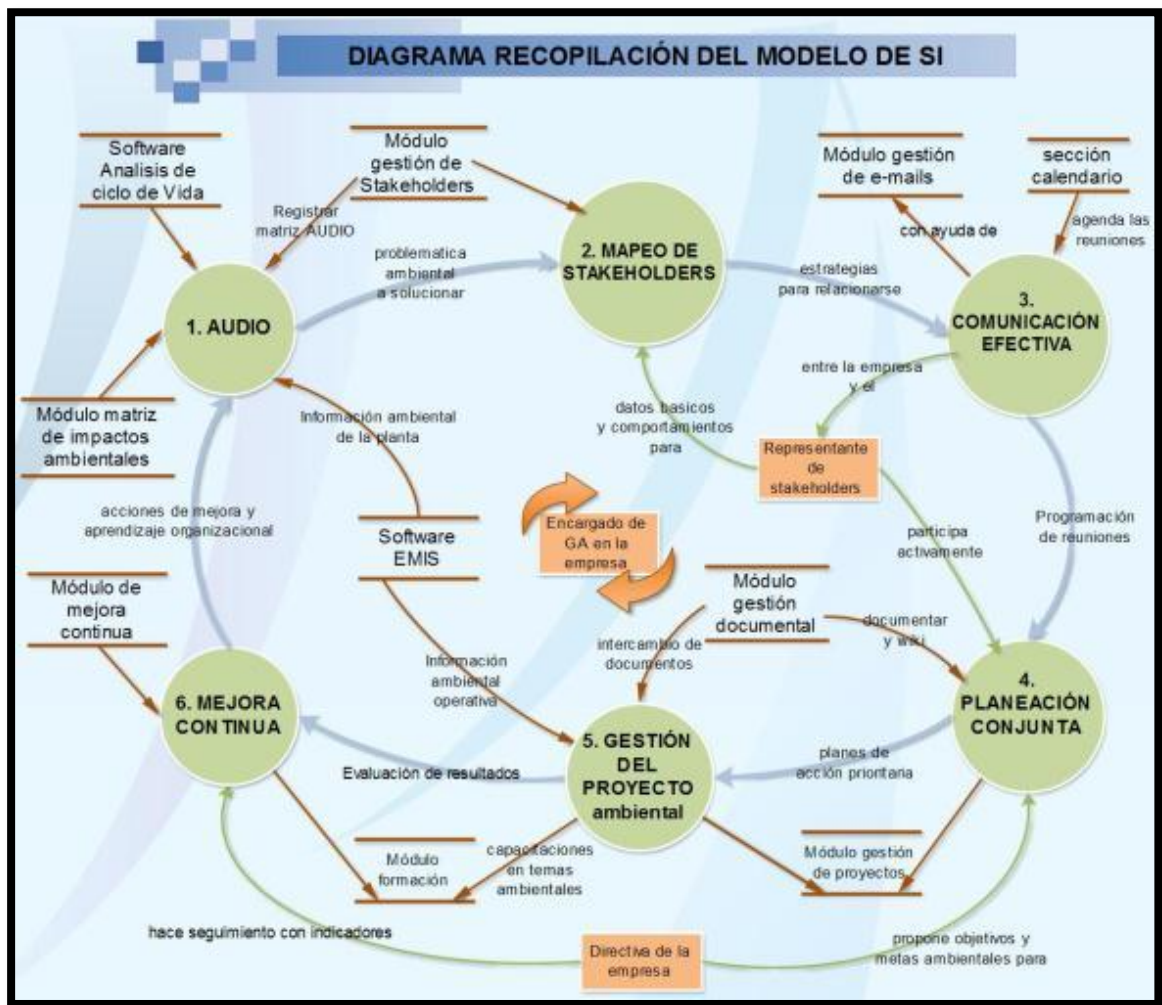 DIAGRAMA RECOPILACIÓN DEL MODELO DE SI
Software
Analisis de
ciclo de Vida
Módulo
gestión de
Stakeholders
Módulo gestión
de e-mails
sección
calendario
Registrar
matriz AUDIO
con ayuda de
agenda las
reuniones
problematica
ambiental
a solucionar
2. MAPEO DE
STAKEHOLDERS
estrategias
para relacionarse
3.
COMUNICACIÓN
EFECTIVA
1. AUDIO
entre la empresa
y el
Módulo matriz
de impactos
ambientales
Información ambiental
de la planta
datos basicos
y comportamientos
para
Representante
de
stakeholders
acciones de mejora y
aprendizaje organizacional
Software
EMIS
Encargado de
GA en la
empresa
participa
activamente
Programación
de reuniones
Módulo de
mejora
continua
Módulo
gestión
documental
intercambio de
documentos
documentar
y wiki
Información
ambiental
operativa
6. MEJORA
CONTINUA
5. GESTIÓN
DEL
PROYECTO
ambiental
4.
PLANEACIÓN
CONJUNTA
Evaluación de resultados
planes de
acción prioritaria
Módulo
formación
capacitaciones
en temas
ambientales
Módulo gestión
de proyectos
hace seguimiento con indicadores
Directiva de la
empresa
propone objetivos y
metas ambientales para